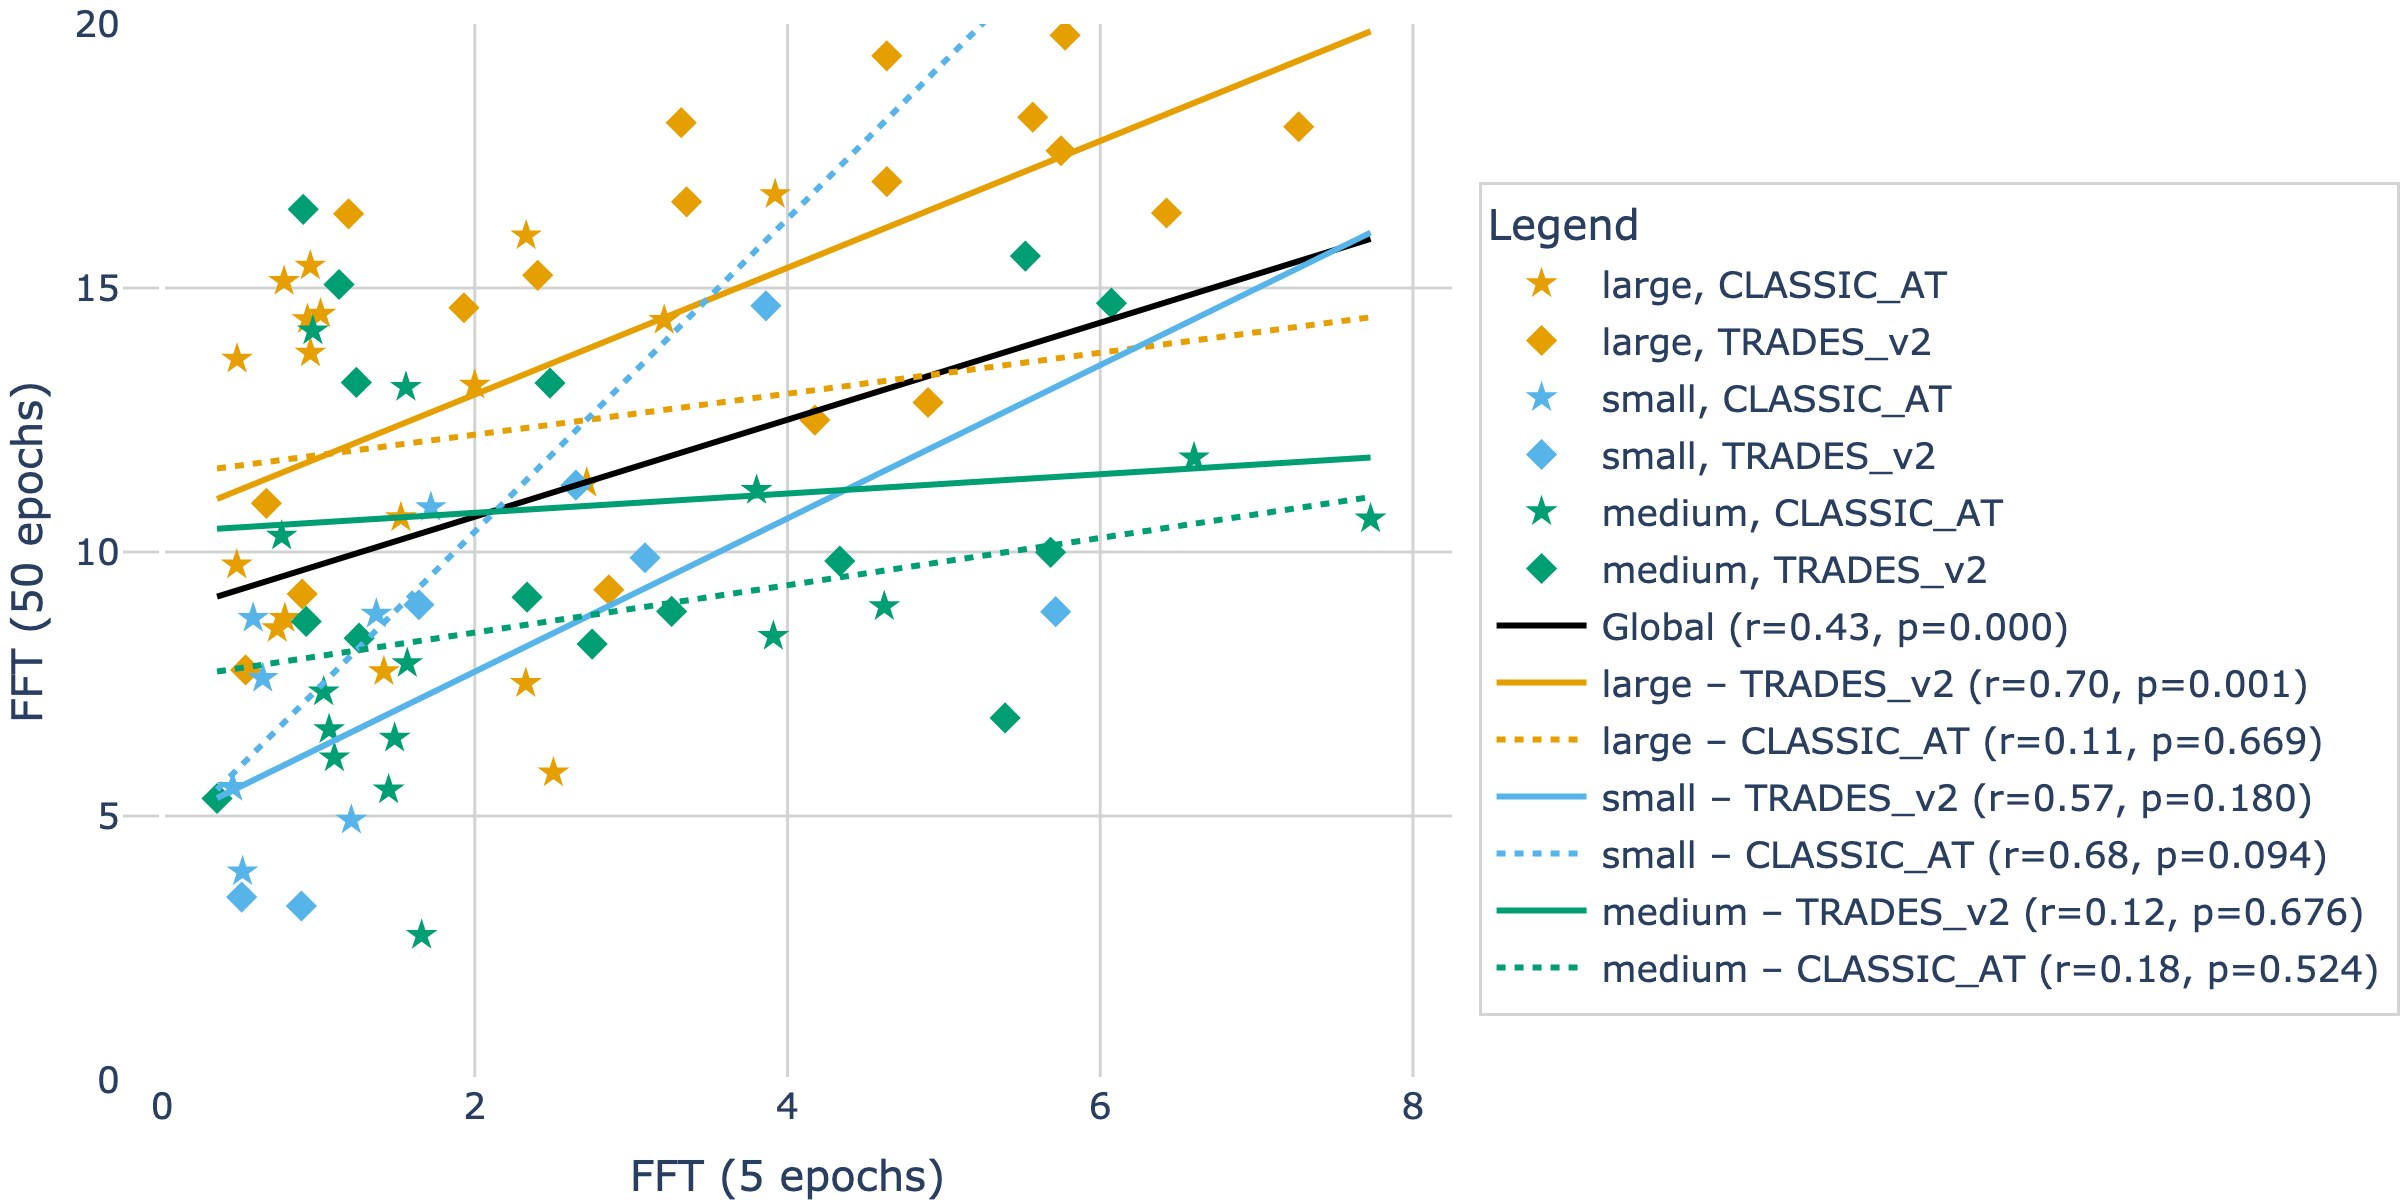 20
15
10
5
0
FFT (50 epochs)
0 2 4 6 8
FFT (5 epochs)
Legend
large, CLASSIC_AT
large, TRADES_v2
small, CLASSIC_AT
small, TRADES_v2
medium, CLASSIC_AT
medium, TRADES_v2
Global (r=0.43, p=0.000)
large – TRADES_v2 (r=0.70, p=0.001)
large – CLASSIC_AT (r=0.11, p=0.669)
small – TRADES_v2 (r=0.57, p=0.180)
small – CLASSIC_AT (r=0.68, p=0.094)
medium – TRADES_v2 (r=0.12, p=0.676)
medium – CLASSIC_AT (r=0.18, p=0.524)